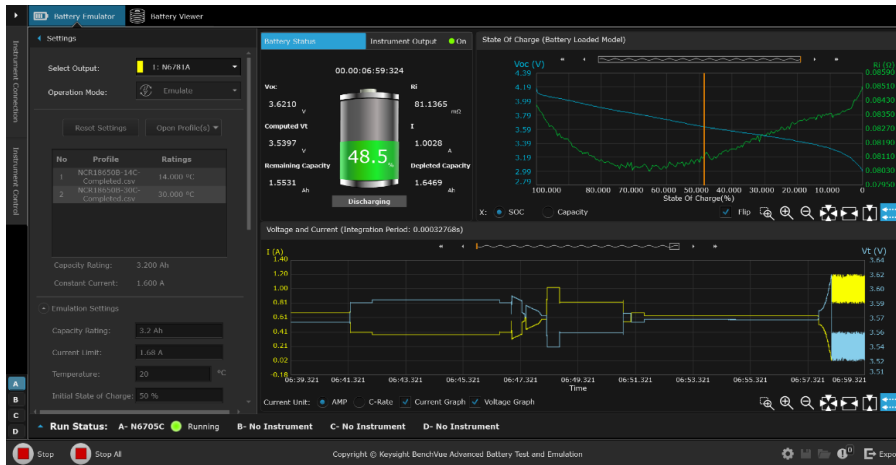 Battery Emulator
Battery Viewer
Instrument Connection
Instrument Control
Settings
Select Output:
1: N6781A
Operation Mode:
Emulate
Reset Settings
Open Profile(s)
No Profile Ratings
1 NCR18650B-14C-Completed.csv 14.000 ºC
2 NCR18650B-30C-Completed.csv 30.000 ºC
Capacity Rating: 3.200 Ah
Constant Current: 1.600 A
Emulation Settings
Capacity Rating: 3.2 Ah
Current Limit: 1.68 A
Temperature: 20 ºC
Initial State of Charge: 50 %
Battery Status
Instrument Output On
00.00:06:59:324
Voc
3.6210 V
Ri
81.1365 mΩ
Computed Vt
3.5397 V
I
1.0028 A
48.5%
Remaining Capacity
1.5531 Ah
Depleted Capacity
1.6469 Ah
Discharging
State Of Charge (Battery Loaded Model)
Voc (V)
Ri (Ω)
4.39
4.19
3.99
3.79
3.59
3.39
3.19
2.99
2.79
0.08590
0.08510
0.08430
0.08350
0.08270
0.08190
0.08110
0.08030
0.07950
100.000 80.000 70.000 60.000 50.000 40.000 30.000 20.000 10.000 0
State Of Charge(%)
X: SOC Capacity
Flip
Voltage and Current (Integration Period: 0.00032768s)
I (A)
Vt (V)
1.40
1.20
1.00
0.81
0.61
0.41
0.21
0.02
-0.18
3.64
3.62
3.60
3.59
3.57
3.56
3.54
3.52
3.51
06:39.321 06:41.321 06:43.321 06:45.321 06:47.321 06:49.321 06:51.321 06:53.321 06:55.321 06:57.321 06:59.321
Time
Current Unit: AMP C-Rate Current Graph Voltage Graph
A
B
C
D
Run Status: A- N6705C Running B- No Instrument C- No Instrument D- No Instrument
Stop
Stop All
Copyright © Keysight BenchVue Advanced Battery Test and Emulation
0
Expo